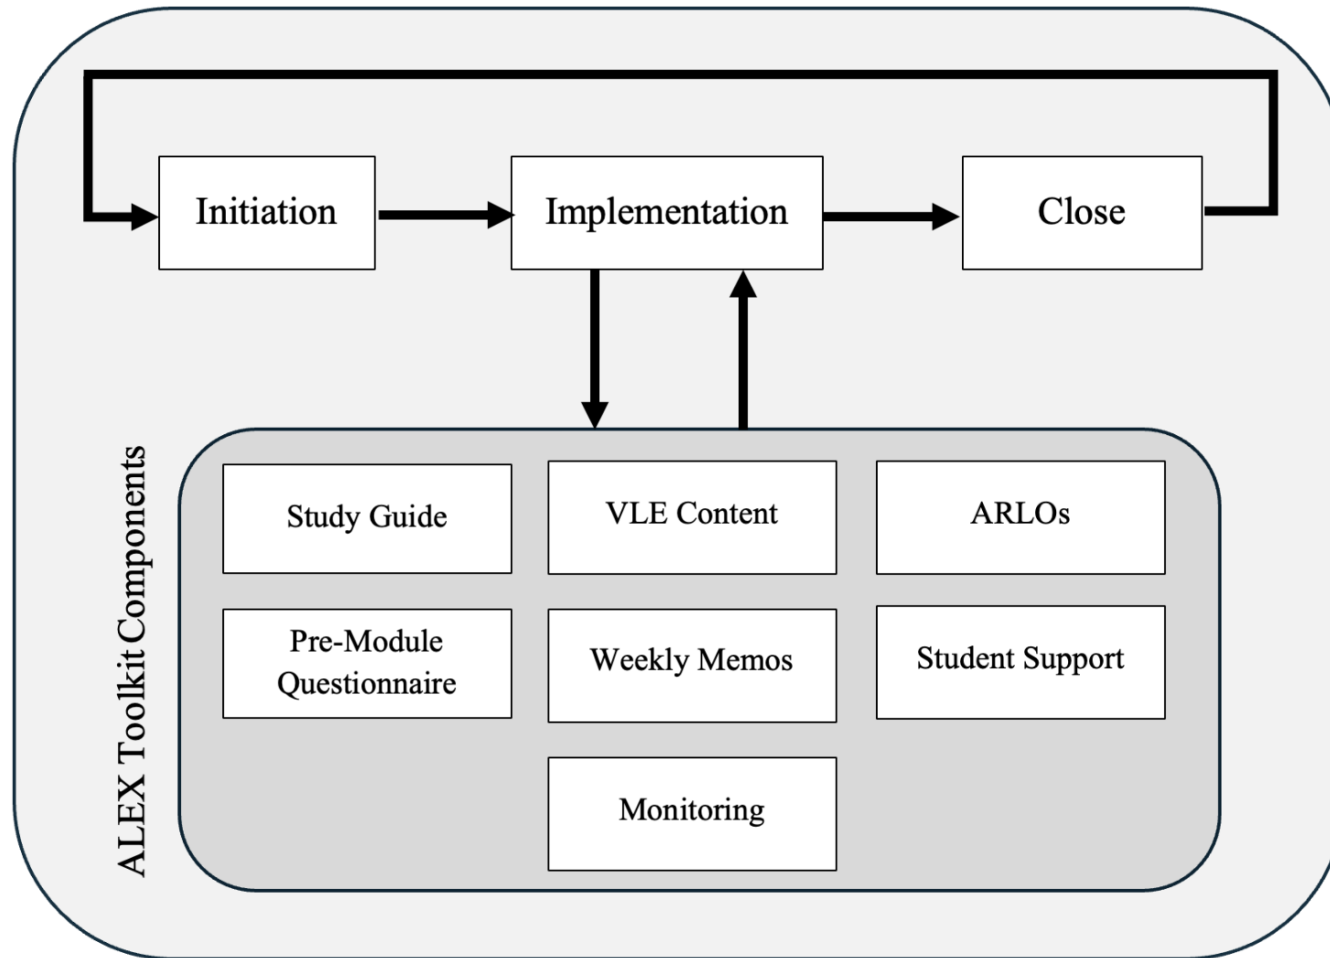 Initiation
Implementation
Close
ALEX Toolkit Components
Study Guide
VLE Content
ARLOs
Pre-Module
Questionnaire
Weekly Memos
Student Support
Monitoring